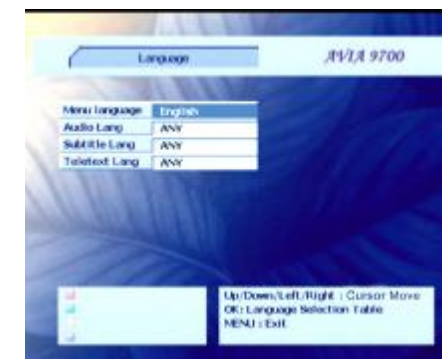 Language
AVIA 9700
Menu language English
Audio Lang ANY
Subtitle Lang ANY
Teletext Lang ANY
Up/Down/Left/Right : Cursor Move
OK: Language Selection Table
MENU : Exit